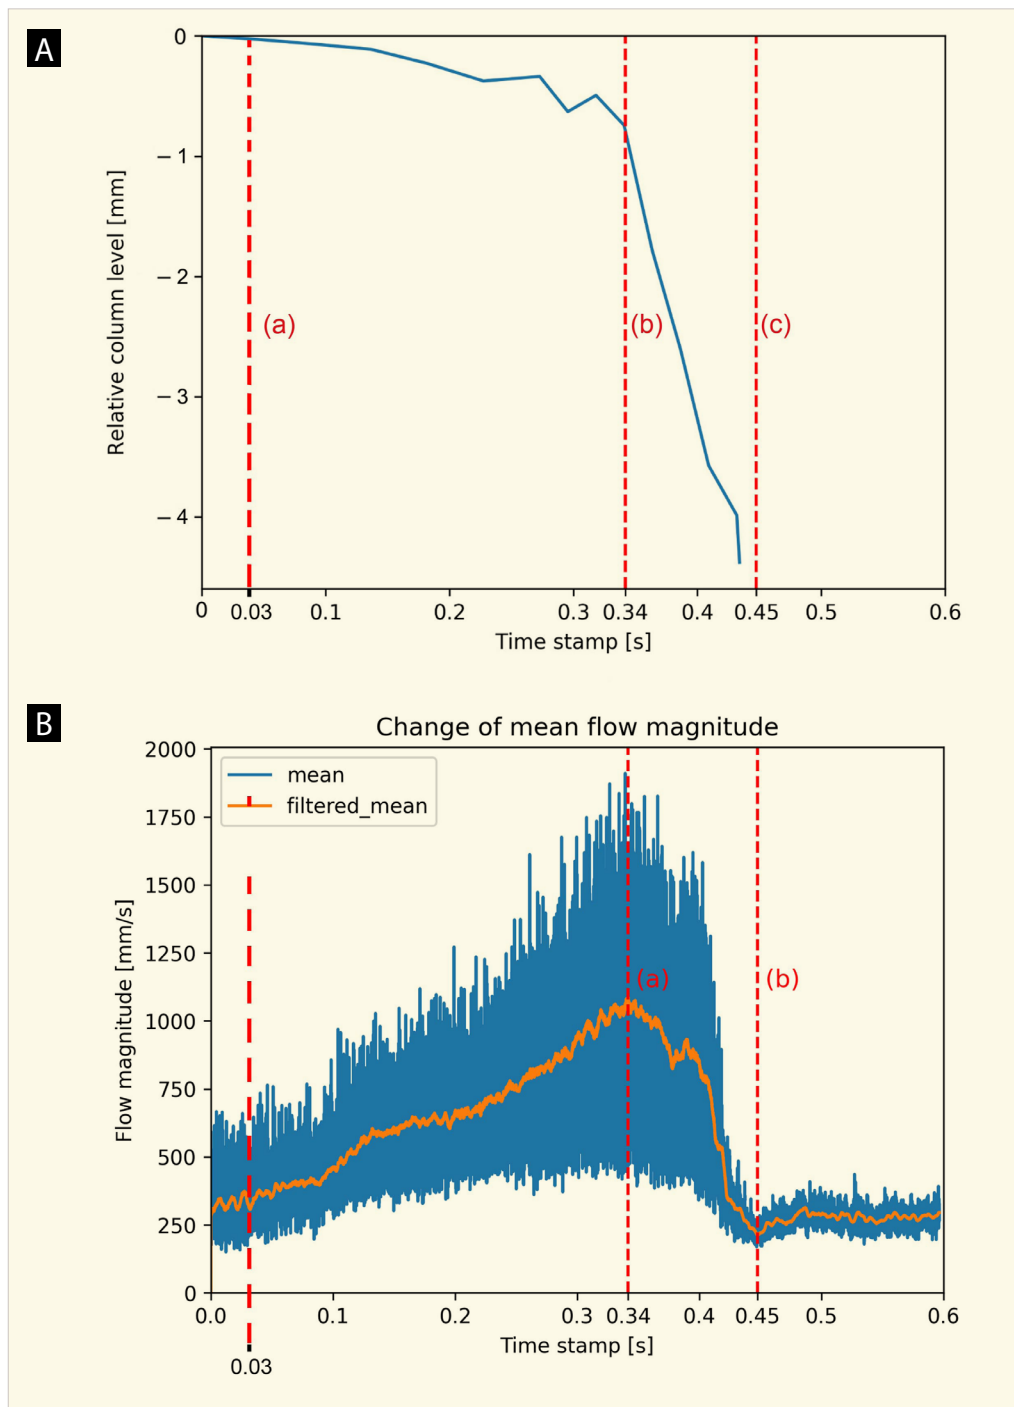 A
0
−1
−2
−3
−4
Relative column level [mm]
(a)
(b)
(c)
0 0.03 0.1 0.2 0.3 0.34 0.4 0.45 0.5 0.6
Time stamp [s]
B
Change of mean flow magnitude
mean
filtered_mean
2000
1750
1500
1250
1000
750
500
250
0
Flow magnitude [mm/s]
(a)
(b)
0.0 0.1 0.2 0.3 0.34 0.4 0.45 0.5 0.6
Time stamp [s]
0.03